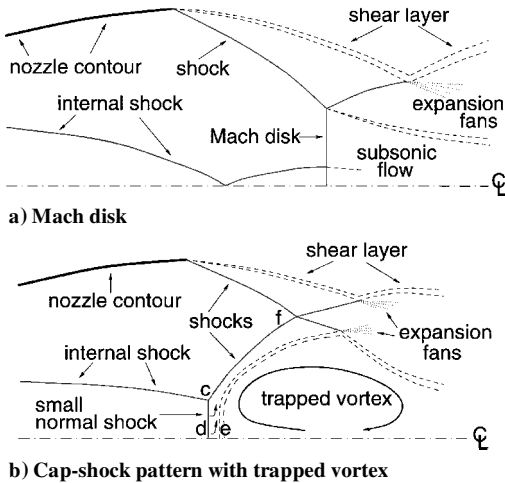 shear layer
nozzle contour
shock
internal shock
expansion
fans
Mach disk
subsonic
flow
℄
a) Mach disk
shear layer
nozzle contour
shocks
f
expansion
fans
internal shock
c
small
normal shock
trapped vortex
d
e
℄
b) Cap-shock pattern with trapped vortex